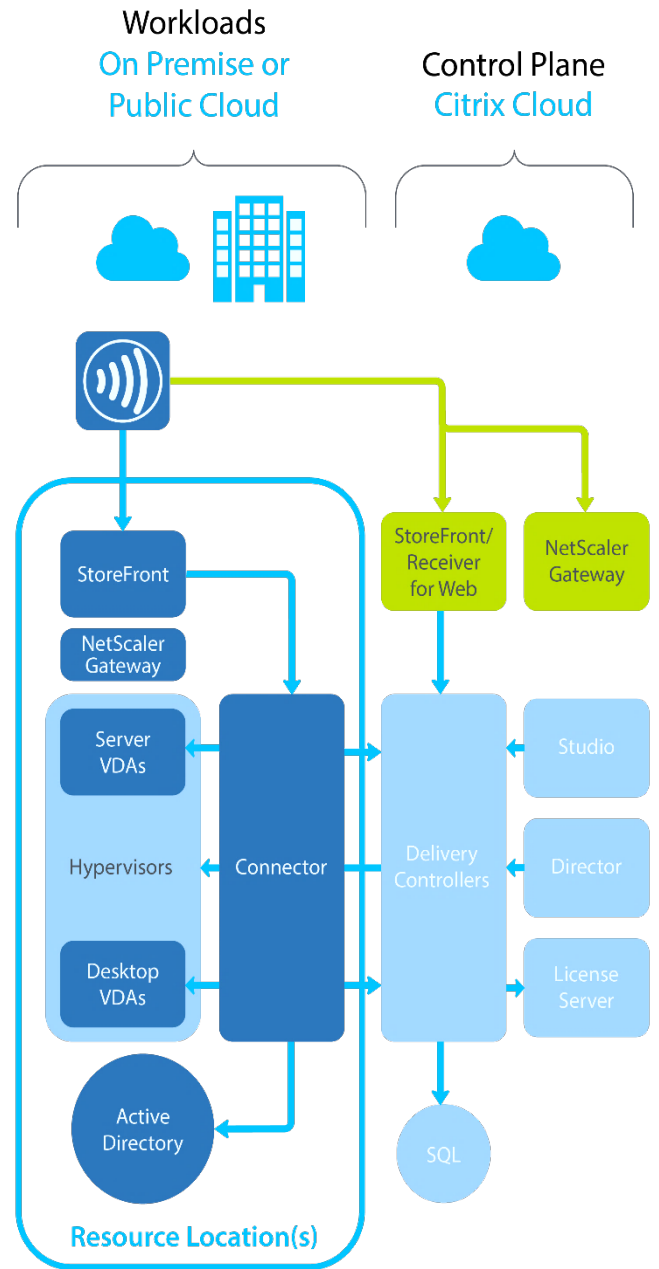 Workloads
On Premise or
Public Cloud
Control Plane
Citrix Cloud
StoreFront
NetScaler
Gateway
Server
VDAs
Hypervisors
Desktop
VDAs
Connector
Active
Directory
Resource Location(s)
StoreFront/
Receiver
for Web
NetScaler
Gateway
Delivery
Controllers
Studio
Director
License
Server
SQL